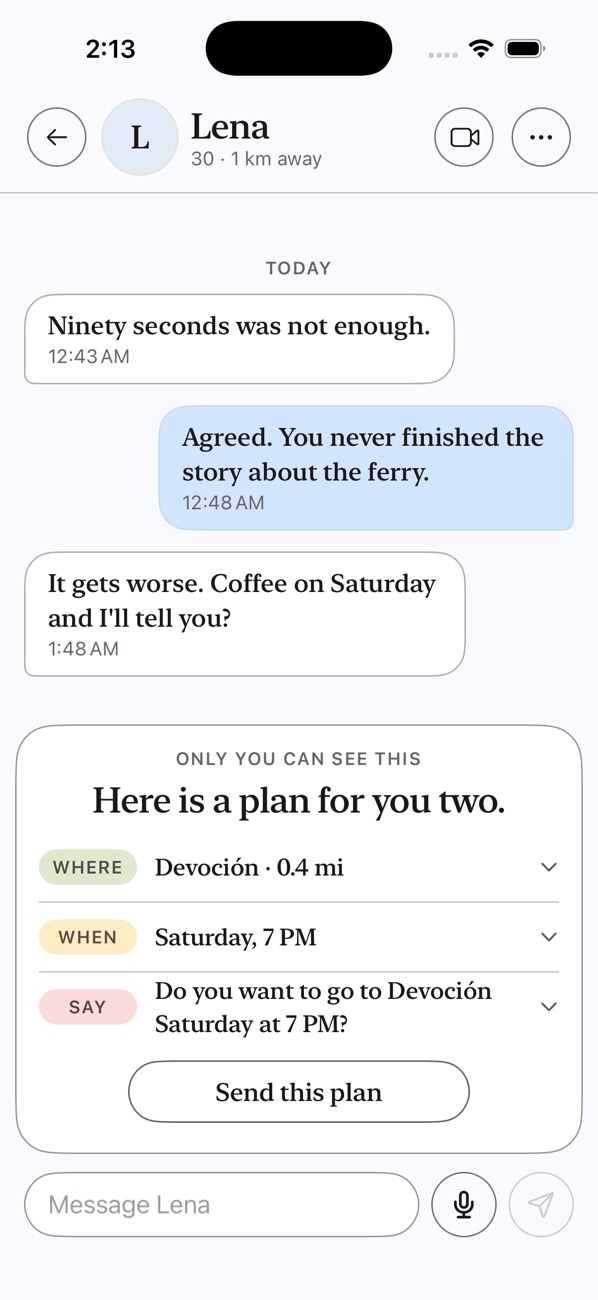 2:13
L
Lena
30 · 1 km away
TODAY
Ninety seconds was not enough.
12:43 AM
Agreed. You never finished the
story about the ferry.
12:48 AM
It gets worse. Coffee on Saturday
and I'll tell you?
1:48 AM
ONLY YOU CAN SEE THIS
Here is a plan for you two.
WHERE Devoción · 0.4 mi
WHEN Saturday, 7 PM
SAY Do you want to go to Devoción
Saturday at 7 PM?
Send this plan
Message Lena